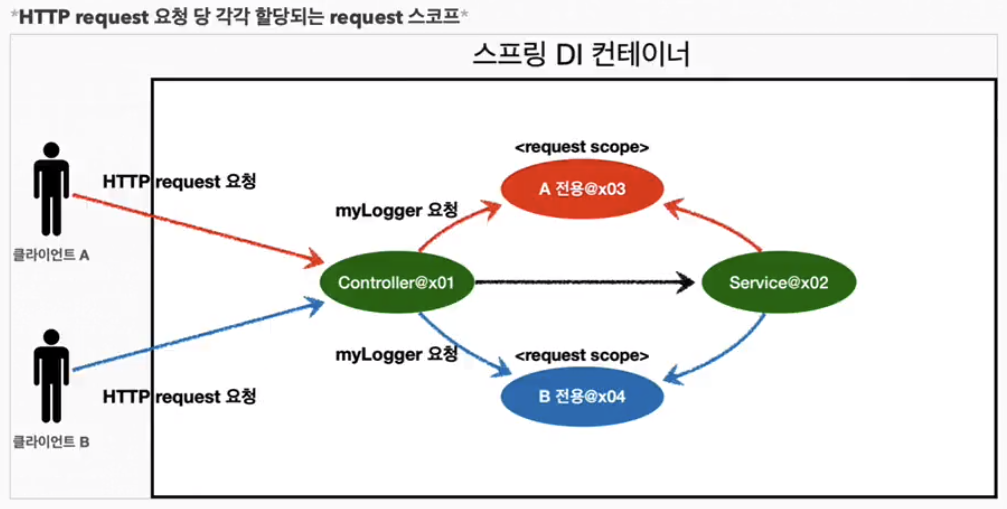 *HTTP request 요청 당 각각 할당되는 request 스코프*
스프링 DI 컨테이너
<request scope>
HTTP request 요청
A 전용@x03
myLogger 요청
클라이언트 A
Controller@x01
Service@x02
myLogger 요청
<request scope>
HTTP request 요청
B 전용@x04
클라이언트 B